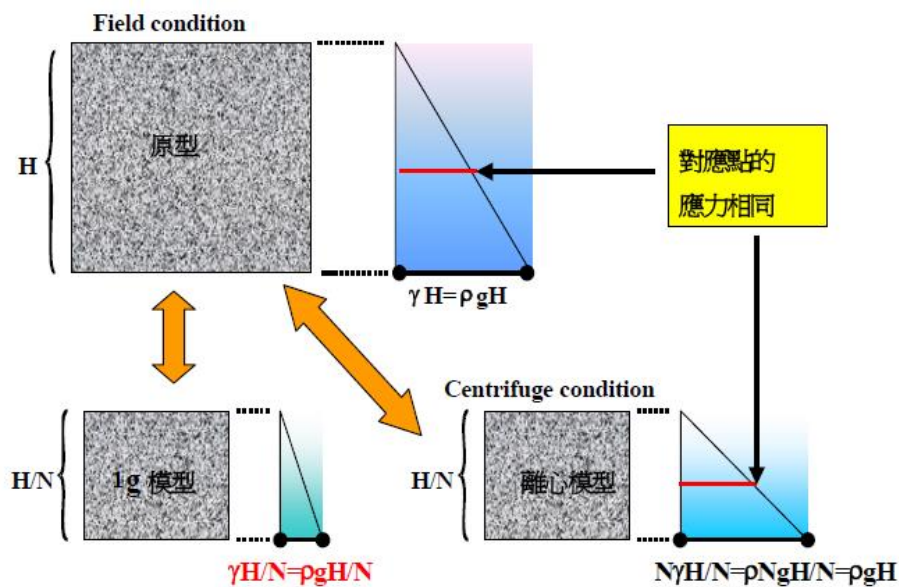 Field condition
H
原型
對應點的
應力相同
γH=ρgH
Centrifuge condition
H/N
1g 模型
H/N
離心模型
γH/N=ρgH/N
NγH/N=ρNgH/N=ρgH